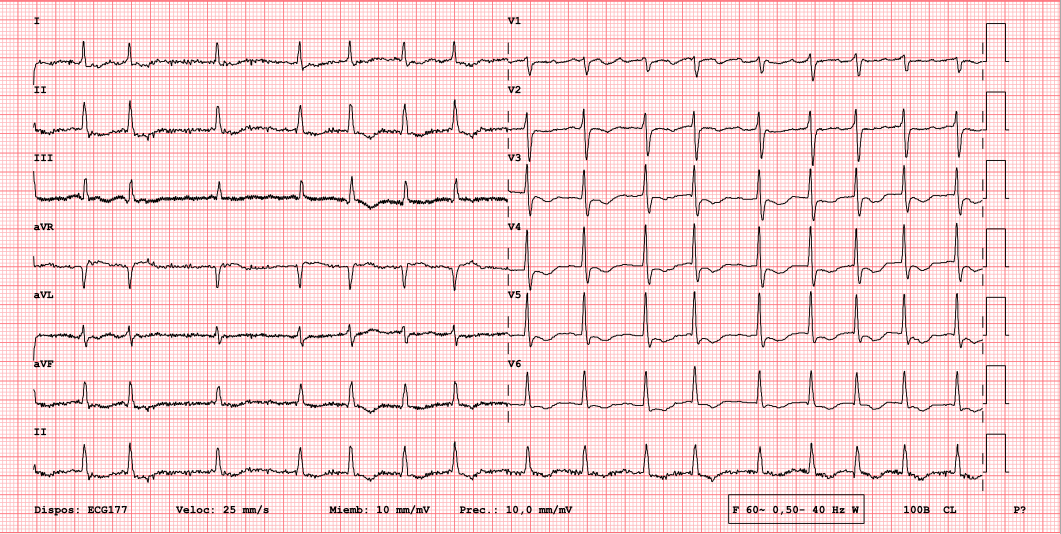 I V1
II V2
III V3
aVR V4
aVL V5
aVF V6
II
Dispos: ECG177 Veloc: 25 mm/s Miemb: 10 mm/mV Prec.: 10,0 mm/mV F 60~ 0,50- 40 Hz W 100B CL P?